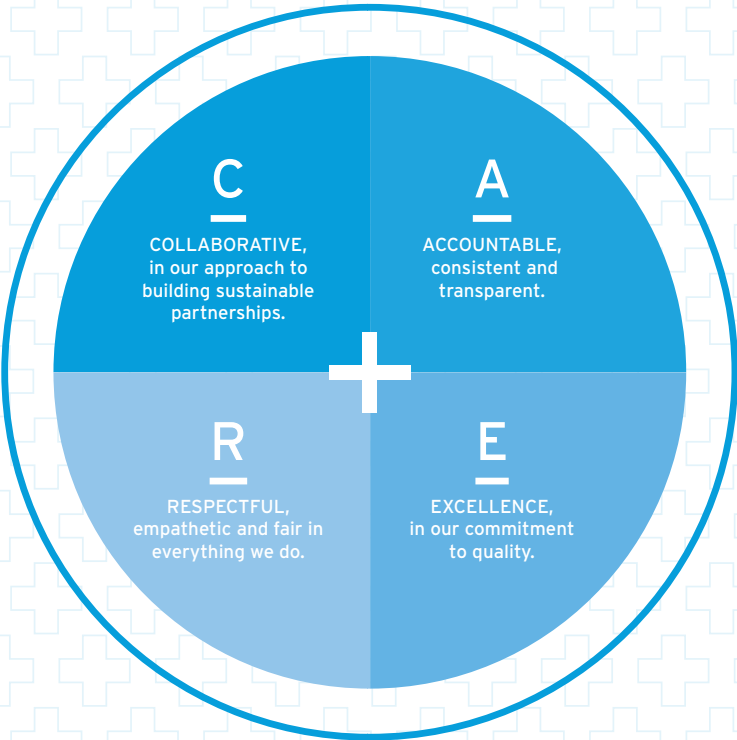 C
COLLABORATIVE,
in our approach to
building sustainable
partnerships.
A
ACCOUNTABLE,
consistent and
transparent.
R
RESPECTFUL,
empathetic and fair in
everything we do.
E
EXCELLENCE,
in our commitment
to quality.